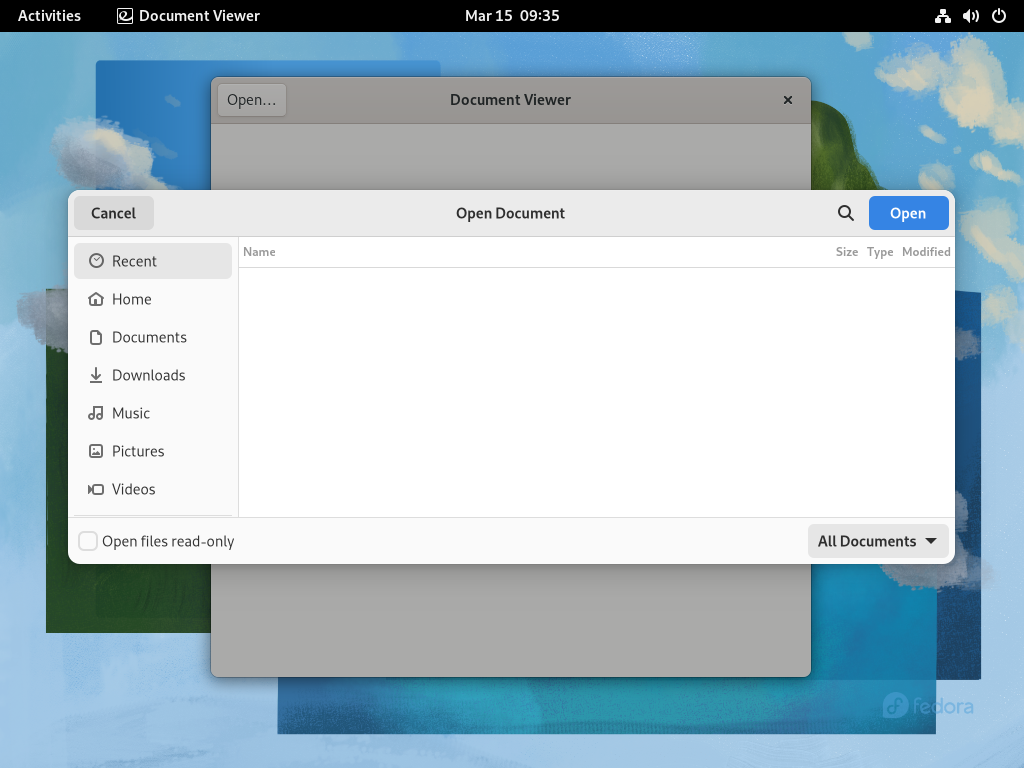 Activities Document Viewer Mar 15 09:35
Open… Document Viewer
Cancel Open Document Open
Recent Name Size Type Modified
Home
Documents
Downloads
Music
Pictures
Videos
Open files read-only All Documents
fedora